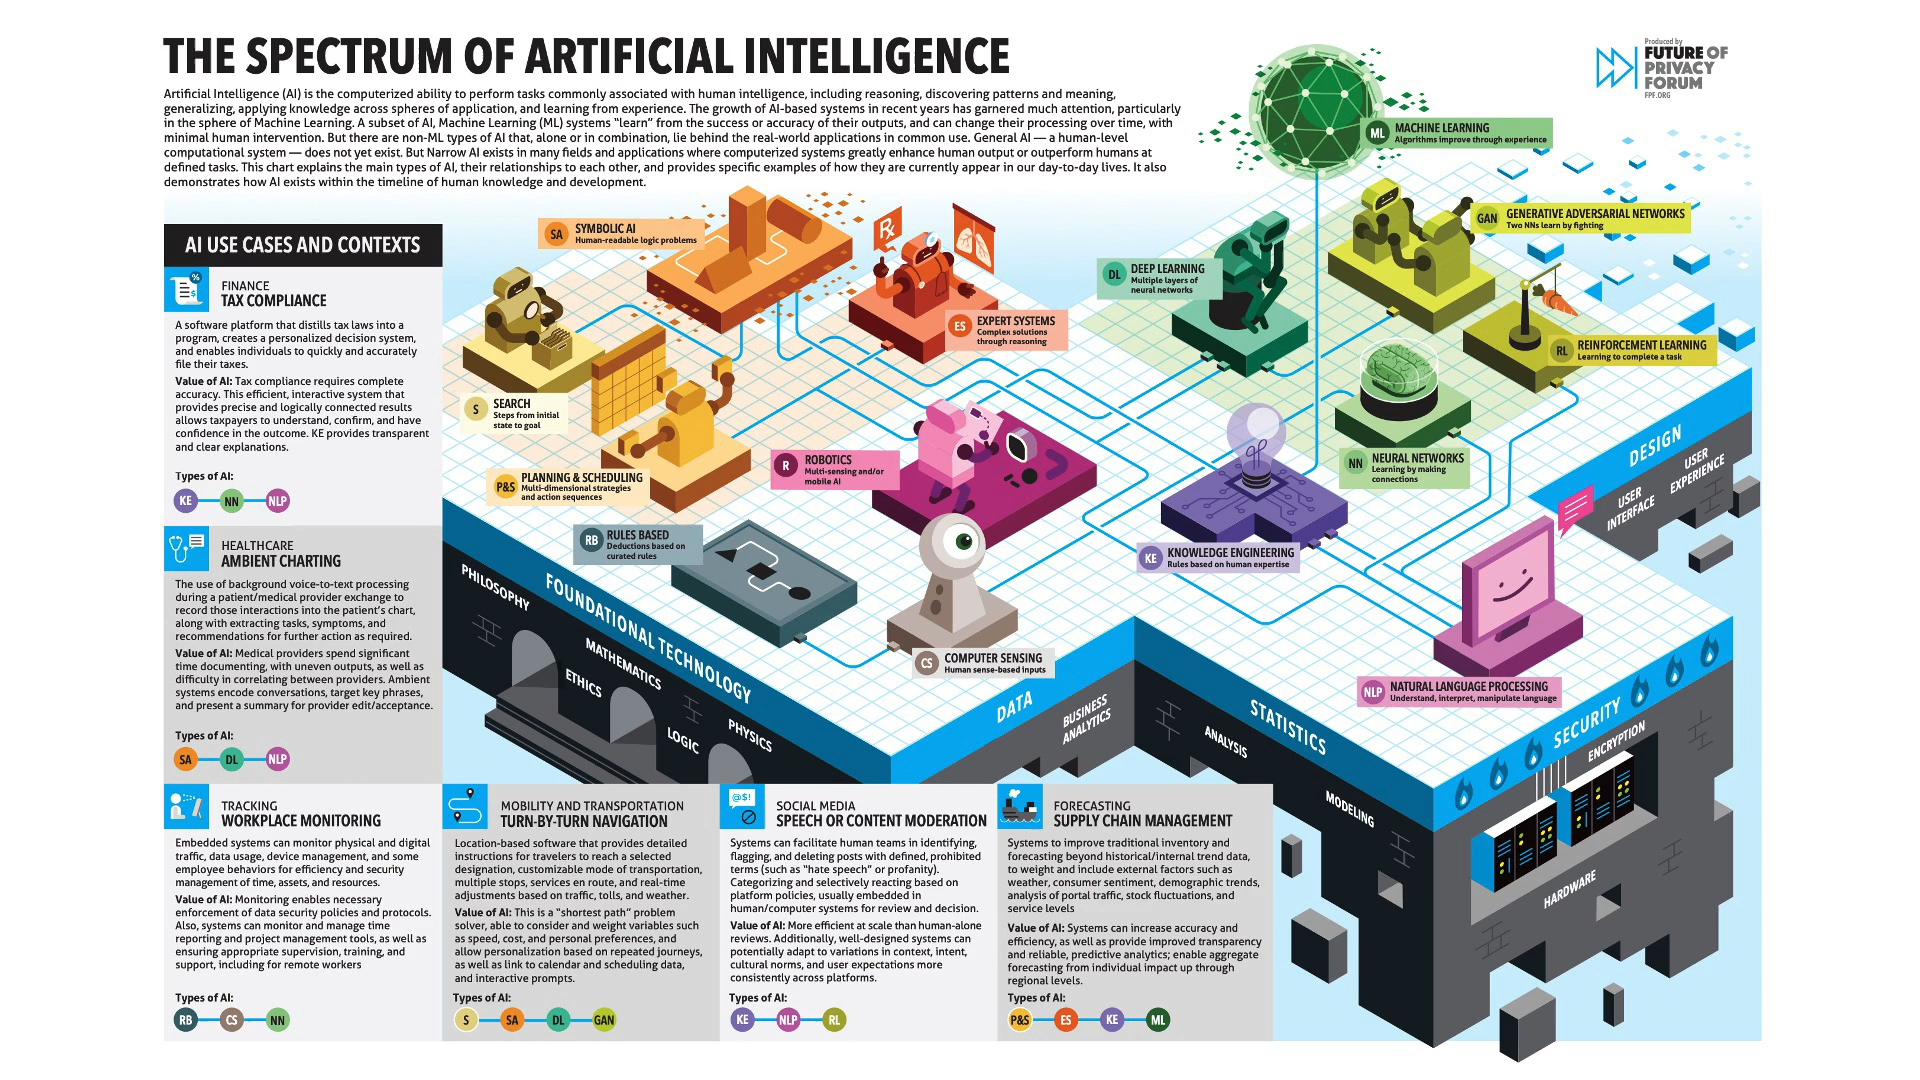 THE SPECTRUM OF ARTIFICIAL INTELLIGENCE
Artificial Intelligence (AI) is the computerized ability to perform tasks commonly associated with human intelligence, including reasoning, discovering patterns and meaning,
generalizing, applying knowledge across spheres of application, and learning from experience. The growth of AI-based systems in recent years has garnered much attention, particularly
in the sphere of Machine Learning. A subset of AI, Machine Learning (ML) systems “learn” from the success or accuracy of their outputs, and can change their processing over time, with
minimal human intervention. But there are non-ML types of AI that, alone or in combination, lie behind the real-world applications in common use. General AI — a human-level
computational system — does not yet exist. But Narrow AI exists in many fields and applications where computerized systems greatly enhance human output or outperform humans at
defined tasks. This chart explains the main types of AI, their relationships to each other, and provides specific examples of how they are currently appear in our day-to-day lives. It also
demonstrates how AI exists within the timeline of human knowledge and development.
Produced by
FUTURE OF
PRIVACY
FORUM
FPF.ORG
ML
MACHINE LEARNING
Algorithms improve through experience
GAN
GENERATIVE ADVERSARIAL NETWORKS
Two NNs learn by fighting
SA
SYMBOLIC AI
Human-readable logic problems
Rx
DL
DEEP LEARNING
Multiple layers of
neural networks
ES
EXPERT SYSTEMS
Complex solutions
through reasoning
RL
REINFORCEMENT LEARNING
Learning to complete a task
S
SEARCH
Steps from initial
state to goal
R
ROBOTICS
Multi-sensing and/or
mobile AI
NN
NEURAL NETWORKS
Learning by making
connections
P&S
PLANNING & SCHEDULING
Multi-dimensional strategies
and action sequences
RB
RULES BASED
Deductions based on
curated rules
KE
KNOWLEDGE ENGINEERING
Rules based on human expertise
CS
COMPUTER SENSING
Human sense-based inputs
NLP
NATURAL LANGUAGE PROCESSING
Understand, interpret, manipulate language
DESIGN
USER
INTERFACE
USER
EXPERIENCE
FOUNDATIONAL TECHNOLOGY
PHILOSOPHY
MATHEMATICS
ETHICS
LOGIC
PHYSICS
DATA
BUSINESS
ANALYTICS
STATISTICS
ANALYSIS
MODELING
SECURITY
ENCRYPTION
HARDWARE
AI USE CASES AND CONTEXTS
%
$
FINANCE
TAX COMPLIANCE
A software platform that distills tax laws into a
program, creates a personalized decision system,
and enables individuals to quickly and accurately
file their taxes.
Value of AI: Tax compliance requires complete
accuracy. This efficient, interactive system that
provides precise and logically connected results
allows taxpayers to understand, confirm, and have
confidence in the outcome. KE provides transparent
and clear explanations.
Types of AI:
KE NN NLP
HEALTHCARE
AMBIENT CHARTING
The use of background voice-to-text processing
during a patient/medical provider exchange to
record those interactions into the patient’s chart,
along with extracting tasks, symptoms, and
recommendations for further action as required.
Value of AI: Medical providers spend significant
time documenting, with uneven outputs, as well as
difficulty in correlating between providers. Ambient
systems encode conversations, target key phrases,
and present a summary for provider edit/acceptance.
Types of AI:
SA DL NLP
TRACKING
WORKPLACE MONITORING
Embedded systems can monitor physical and digital
traffic, data usage, device management, and some
employee behaviors for efficiency and security
management of time, assets, and resources.
Value of AI: Monitoring enables necessary
enforcement of data security policies and protocols.
Also, systems can monitor and manage time
reporting and project management tools, as well as
ensuring appropriate supervision, training, and
support, including for remote workers
Types of AI:
RB CS NN
MOBILITY AND TRANSPORTATION
TURN-BY-TURN NAVIGATION
Location-based software that provides detailed
instructions for travelers to reach a selected
designation, customizable mode of transportation,
multiple stops, services en route, and real-time
adjustments based on traffic, tolls, and weather.
Value of AI: This is a “shortest path” problem
solver, able to consider and weight variables such
as speed, cost, and personal preferences, and
allow personalization based on repeated journeys,
as well as link to calendar and scheduling data,
and interactive prompts.
Types of AI:
S SA DL GAN
@$!
SOCIAL MEDIA
SPEECH OR CONTENT MODERATION
Systems can facilitate human teams in identifying,
flagging, and deleting posts with defined, prohibited
terms (such as “hate speech” or profanity).
Categorizing and selectively reacting based on
platform policies, usually embedded in
human/computer systems for review and decision.
Value of AI: More efficient at scale than human-alone
reviews. Additionally, well-designed systems can
potentially adapt to variations in context, intent,
cultural norms, and user expectations more
consistently across platforms.
Types of AI:
KE NLP RL
FORECASTING
SUPPLY CHAIN MANAGEMENT
Systems to improve traditional inventory and
forecasting beyond historical/internal trend data,
to weight and include external factors such as
weather, consumer sentiment, demographic trends,
analysis of portal traffic, stock fluctuations, and
service levels
Value of AI: Systems can increase accuracy and
efficiency, as well as provide improved transparency
and reliable, predictive analytics; enable aggregate
forecasting from individual impact up through
regional levels.
Types of AI:
P&S ES KE ML